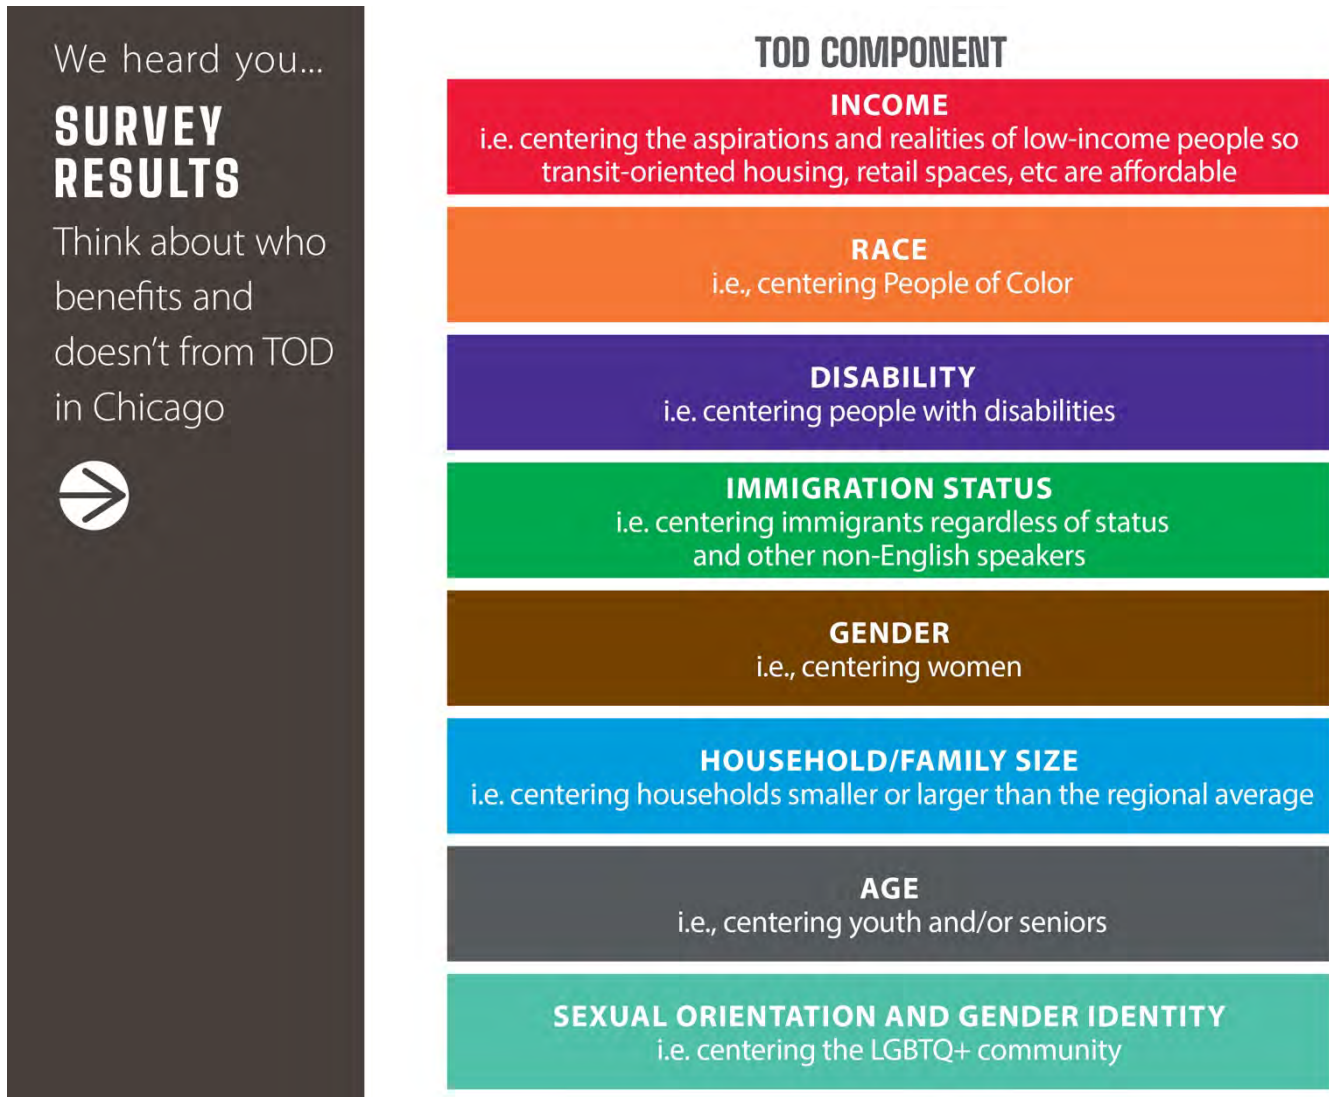 We heard you...
SURVEY
RESULTS
Think about who
benefits and
doesn't from TOD
in Chicago
TOD COMPONENT
INCOME
i.e. centering the aspirations and realities of low-income people so
transit-oriented housing, retail spaces, etc are affordable
RACE
i.e., centering People of Color
DISABILITY
i.e. centering people with disabilities
IMMIGRATION STATUS
i.e. centering immigrants regardless of status
and other non-English speakers
GENDER
i.e., centering women
HOUSEHOLD/FAMILY SIZE
i.e. centering households smaller or larger than the regional average
AGE
i.e., centering youth and/or seniors
SEXUAL ORIENTATION AND GENDER IDENTITY
i.e. centering the LGBTQ+ community